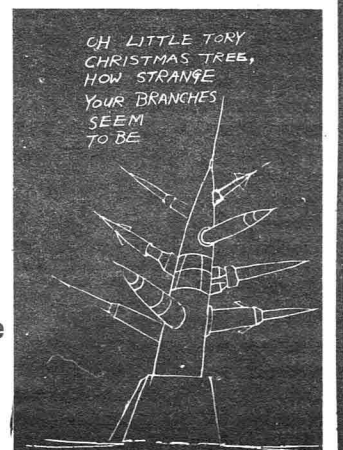 OH LITTLE TORY
CHRISTMAS TREE,
HOW STRANGE
YOUR BRANCHES
SEEM
TO BE